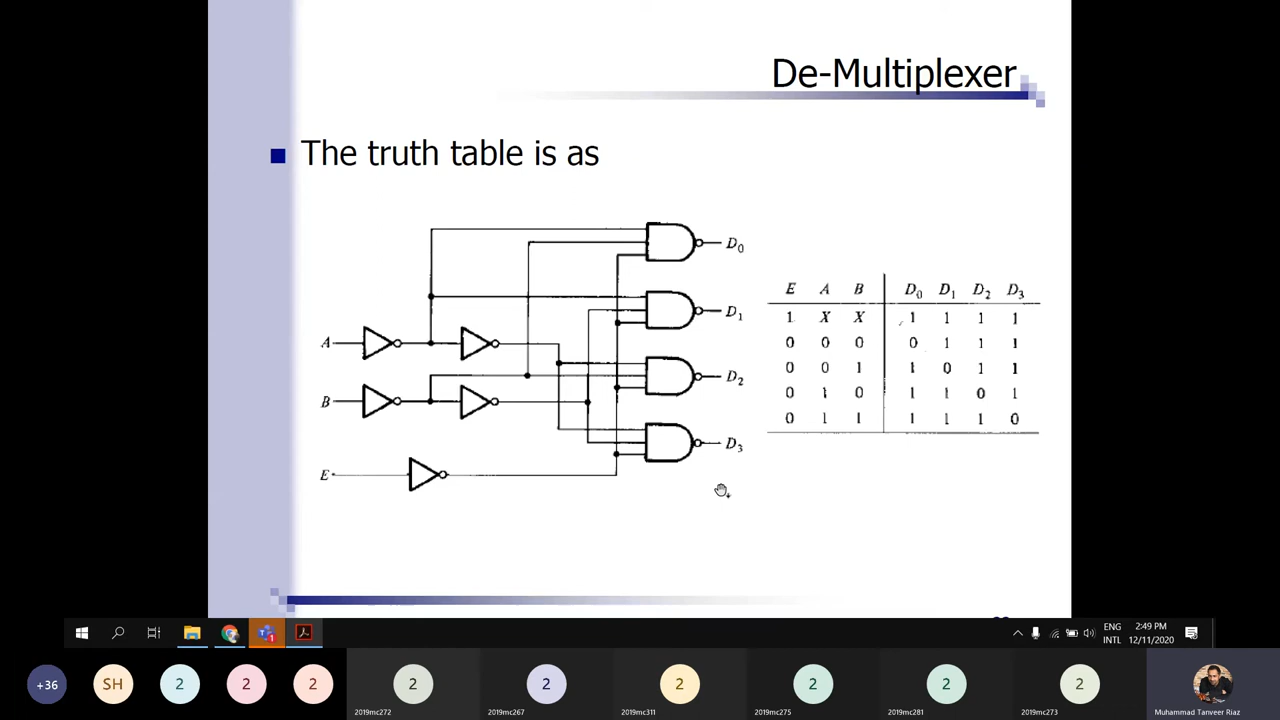 De-Multiplexer
The truth table is as
D0
D1
A
D2
B
D3
E
E A B D0 D1 D2 D3
1 X X 1 1 1 1
0 0 0 0 1 1 1
0 0 1 1 0 1 1
0 1 0 1 1 0 1
0 1 1 1 1 1 0
ENG
INTL
2:49 PM
12/11/2020
1
+36
SH
2
2
2
2
2
2
2
2
2
2019mc272
2019mc267
2019mc311
2019mc275
2019mc281
2019mc273
Muhammad Tanveer Riaz